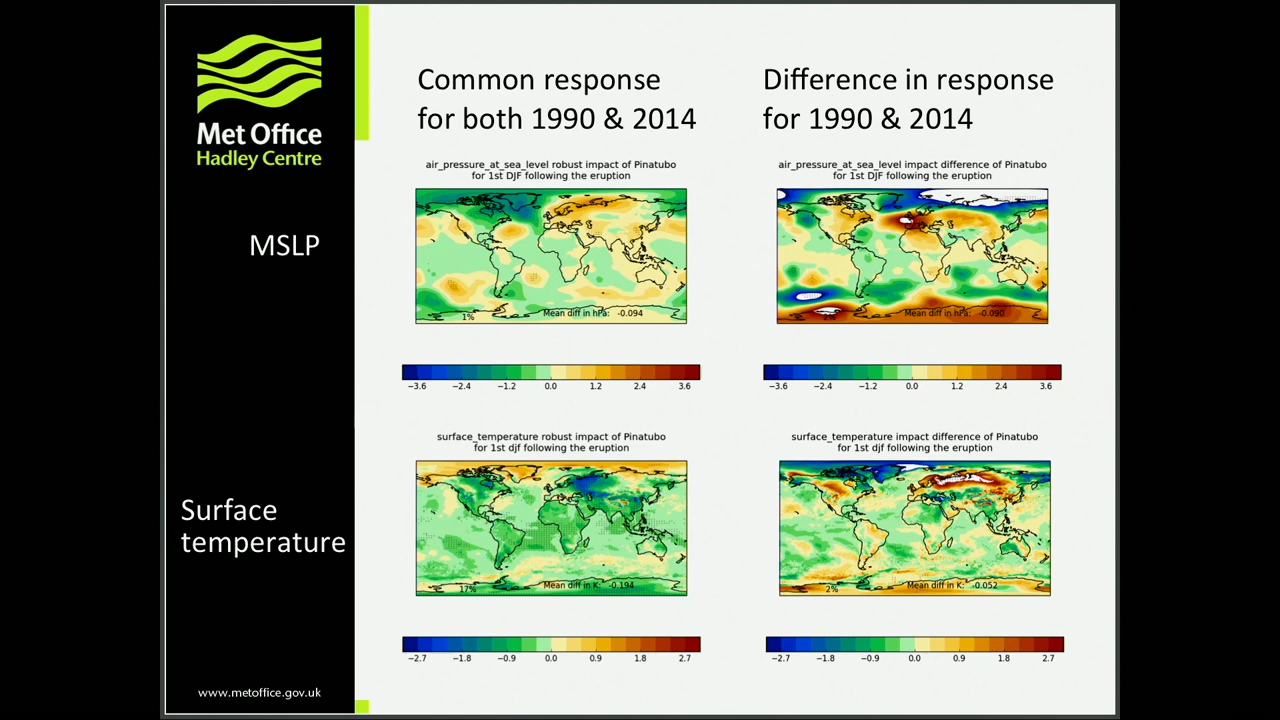 Met Office
Hadley Centre
Common response
for both 1990 & 2014
Difference in response
for 1990 & 2014
MSLP
air_pressure_at_sea_level robust impact of Pinatubo
for 1st DJF following the eruption
1%
Mean diff in hPa: -0.094
−3.6 −2.4 −1.2 0.0 1.2 2.4 3.6
air_pressure_at_sea_level impact difference of Pinatubo
for 1st DJF following the eruption
2%
Mean diff in hPa: -0.090
−3.6 −2.4 −1.2 0.0 1.2 2.4 3.6
Surface
temperature
surface_temperature robust impact of Pinatubo
for 1st djf following the eruption
17%
Mean diff in K: -0.194
−2.7 −1.8 −0.9 0.0 0.9 1.8 2.7
surface_temperature impact difference of Pinatubo
for 1st djf following the eruption
2%
Mean diff in K: -0.052
−2.7 −1.8 −0.9 0.0 0.9 1.8 2.7
www.metoffice.gov.uk